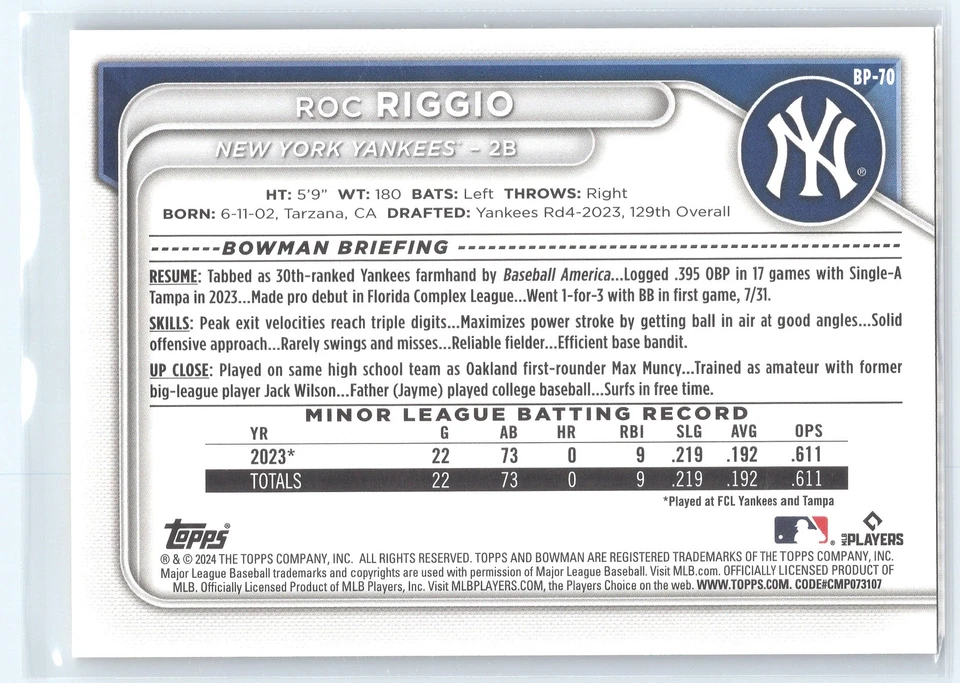 BP-70
ROC RIGGIO
NEW YORK YANKEES – 2B
NY
®
HT: 5'9" WT: 180 BATS: Left THROWS: Right
BORN: 6-11-02, Tarzana, CA DRAFTED: Yankees Rd4-2023, 129th Overall
BOWMAN BRIEFING
RESUME: Tabbed as 30th-ranked Yankees farmhand by Baseball America...Logged .395 OBP in 17 games with Single-A
Tampa in 2023...Made pro debut in Florida Complex League...Went 1-for-3 with BB in first game, 7/31.
SKILLS: Peak exit velocities reach triple digits...Maximizes power stroke by getting ball in air at good angles...Solid
offensive approach...Rarely swings and misses...Reliable fielder...Efficient base bandit.
UP CLOSE: Played on same high school team as Oakland first-rounder Max Muncy...Trained as amateur with former
big-league player Jack Wilson...Father (Jayme) played college baseball...Surfs in free time.
MINOR LEAGUE BATTING RECORD
YR G AB HR RBI SLG AVG OPS
2023* 22 73 0 9 .219 .192 .611
TOTALS 22 73 0 9 .219 .192 .611
*Played at FCL Yankees and Tampa
Topps®
® MLB PLAYERS
® & © 2024 THE TOPPS COMPANY, INC. ALL RIGHTS RESERVED. TOPPS AND BOWMAN ARE REGISTERED TRADEMARKS OF THE TOPPS COMPANY, INC.
Major League Baseball trademarks and copyrights are used with permission of Major League Baseball. Visit MLB.com. OFFICIALLY LICENSED PRODUCT OF
MLB. Officially Licensed Product of MLB Players, Inc. Visit MLBPLAYERS.COM, the Players Choice on the web. WWW.TOPPS.COM. CODE#CMP073107